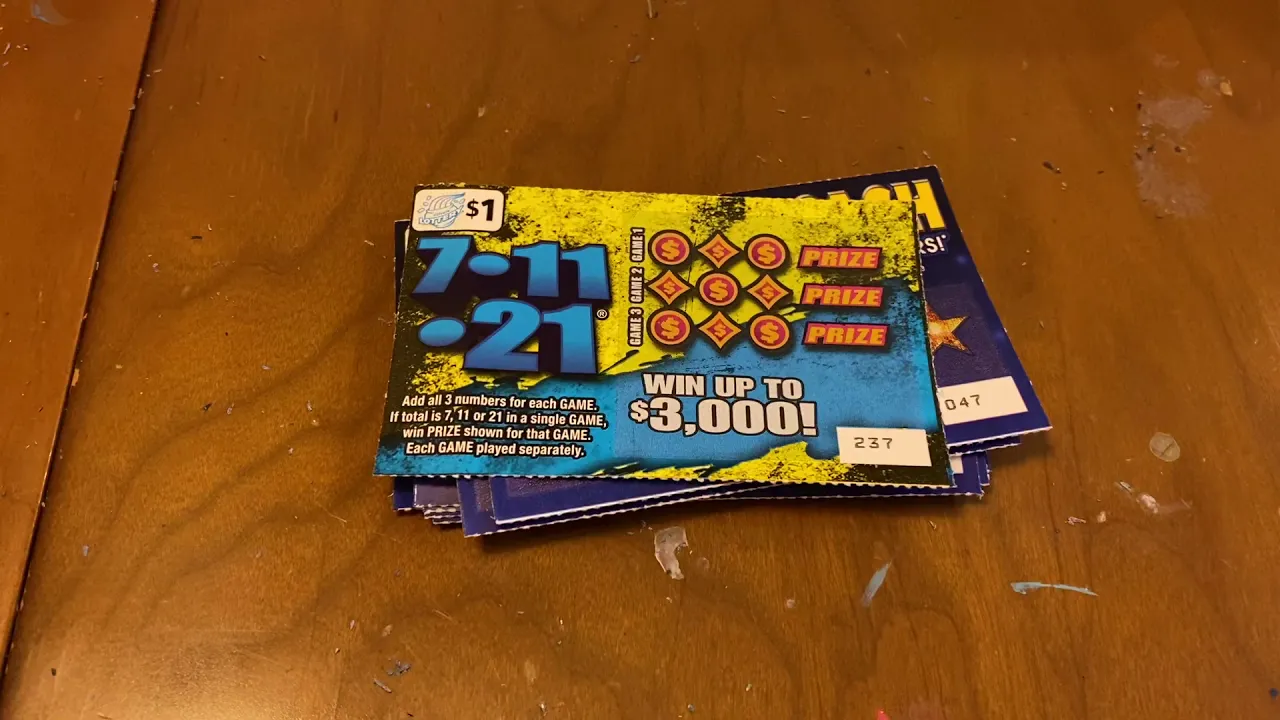 LOTTERY
$1
7•11
•21®
GAME 1
GAME 2
GAME 3
$ $ $ PRIZE
$ $ $ PRIZE
$ $ $ PRIZE
Add all 3 numbers for each GAME.
If total is 7, 11 or 21 in a single GAME,
win PRIZE shown for that GAME.
Each GAME played separately.
WIN UP TO
$3,000!
237
047